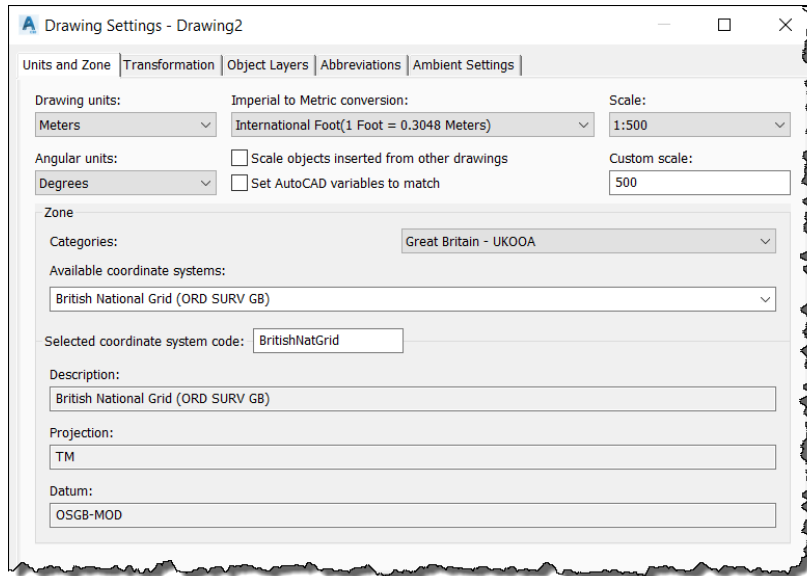 Drawing Settings - Drawing2
Units and Zone Transformation Object Layers Abbreviations Ambient Settings
Drawing units: Imperial to Metric conversion: Scale:
Meters International Foot(1 Foot = 0.3048 Meters) 1:500
Angular units: Scale objects inserted from other drawings Custom scale:
Degrees Set AutoCAD variables to match 500
Zone
Categories: Great Britain - UKOOA
Available coordinate systems:
British National Grid (ORD SURV GB)
Selected coordinate system code: BritishNatGrid
Description:
British National Grid (ORD SURV GB)
Projection:
TM
Datum:
OSGB-MOD